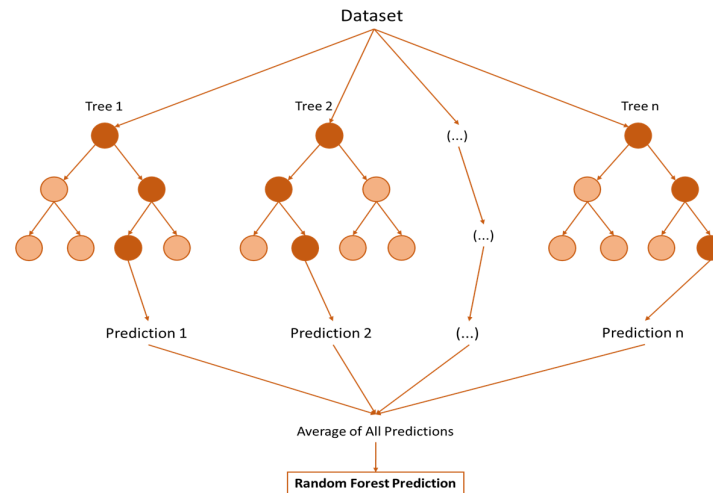 Dataset
Tree 1
Tree 2
Tree n
(...)
(...)
Prediction 1
Prediction 2
(...)
Prediction n
Average of All Predictions
Random Forest Prediction